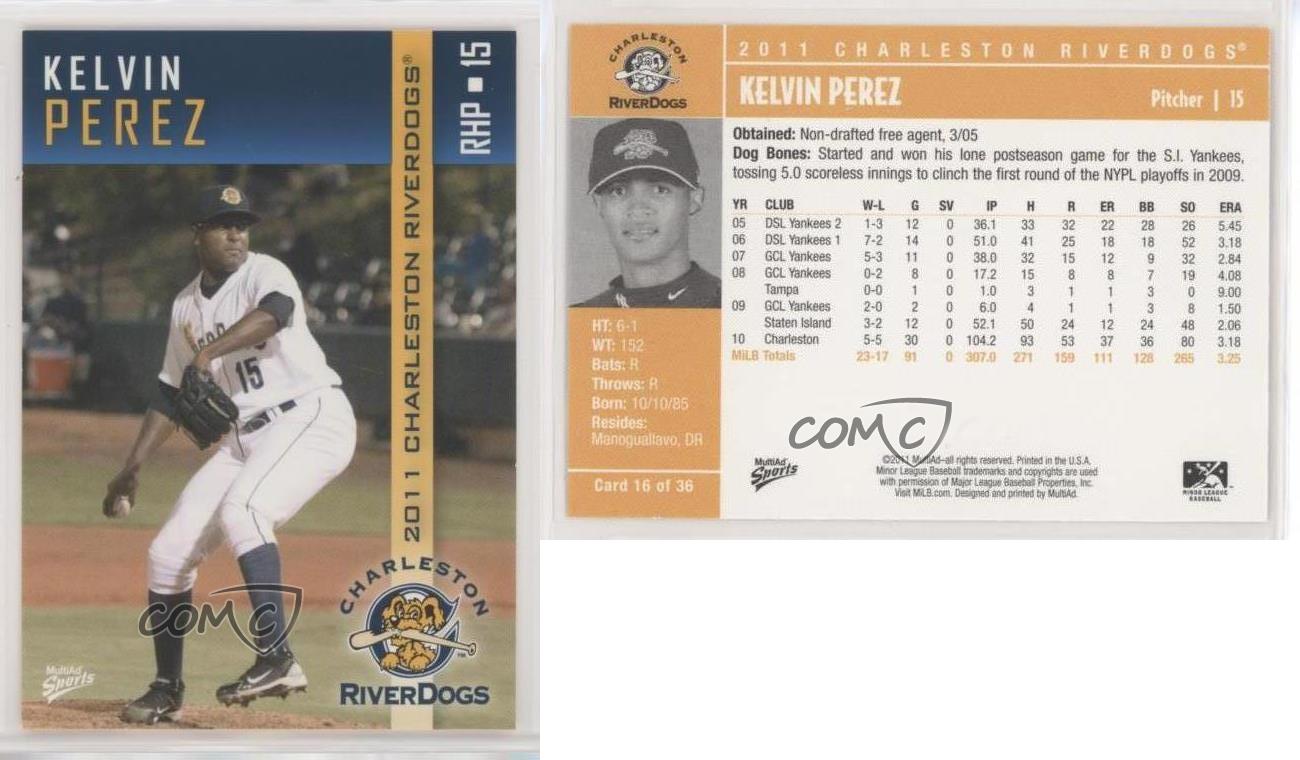 KELVIN
PEREZ
RHP ■ 15
2011 CHARLESTON RIVERDOGS®
15
CHARLESTON
RIVERDOGS™
MultiAd
Sports
COMC
CHARLESTON
RIVERDOGS
2011 CHARLESTON RIVERDOGS®
KELVIN PEREZ
Pitcher | 15
Obtained: Non-drafted free agent, 3/05
Dog Bones: Started and won his lone postseason game for the S.I. Yankees,
tossing 5.0 scoreless innings to clinch the first round of the NYPL playoffs in 2009.
YR CLUB W-L G SV IP H R ER BB SO ERA
05 DSL Yankees 2 1-3 12 0 36.1 33 32 22 28 26 5.45
06 DSL Yankees 1 7-2 14 0 51.0 41 25 18 18 52 3.18
07 GCL Yankees 5-3 11 0 38.0 32 15 12 9 32 2.84
08 GCL Yankees 0-2 8 0 17.2 15 8 8 7 19 4.08
Tampa 0-0 1 0 1.0 3 1 1 3 0 9.00
09 GCL Yankees 2-0 2 0 6.0 4 1 1 3 8 1.50
Staten Island 3-2 12 0 52.1 50 24 12 24 48 2.06
10 Charleston 5-5 30 0 104.2 93 53 37 36 80 3.18
MiLB Totals 23-17 91 0 307.0 271 159 111 128 265 3.25
HT: 6-1
WT: 152
Bats: R
Throws: R
Born: 10/10/85
Resides:
Manoguallavo, DR
Card 16 of 36
COMC
MultiAd
Sports
©2011 MultiAd–all rights reserved. Printed in the U.S.A.
Minor League Baseball trademarks and copyrights are used
with permission of Major League Baseball Properties, Inc.
Visit MiLB.com. Designed and printed by MultiAd.
MINOR LEAGUE
BASEBALL